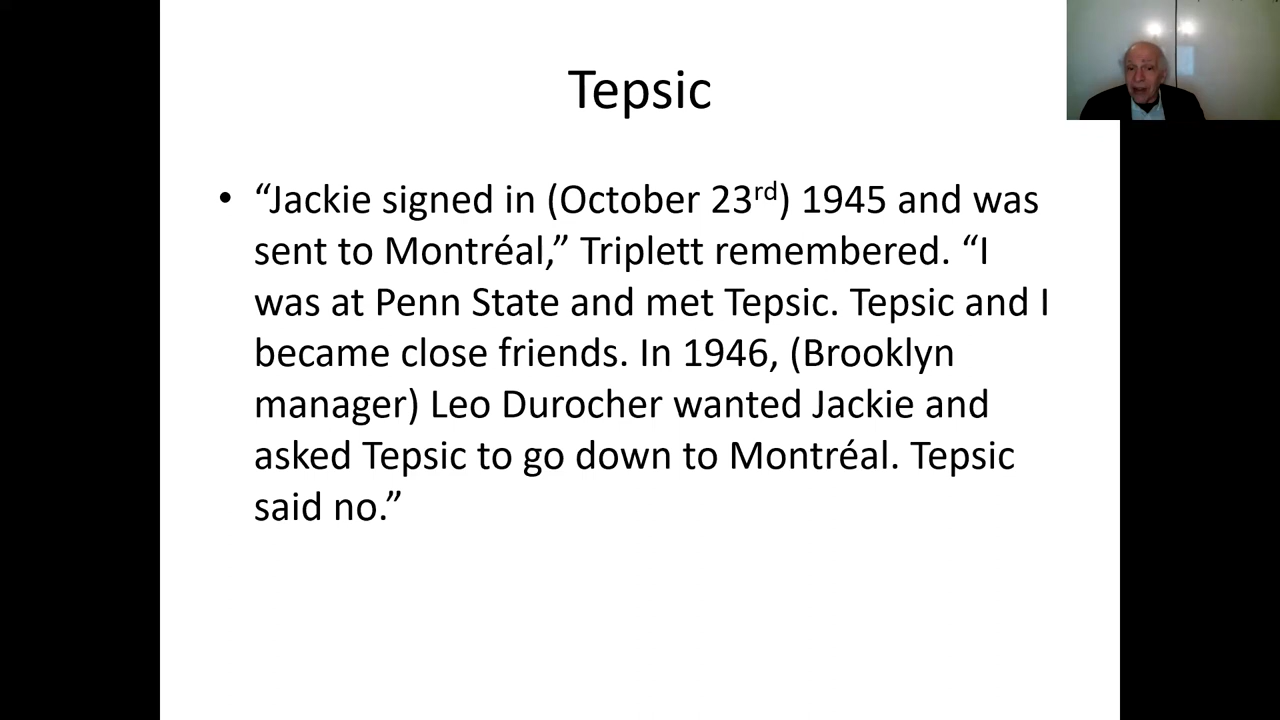 Tepsic
• “Jackie signed in (October 23rd) 1945 and was
sent to Montréal,” Triplett remembered. “I
was at Penn State and met Tepsic. Tepsic and I
became close friends. In 1946, (Brooklyn
manager) Leo Durocher wanted Jackie and
asked Tepsic to go down to Montréal. Tepsic
said no.”